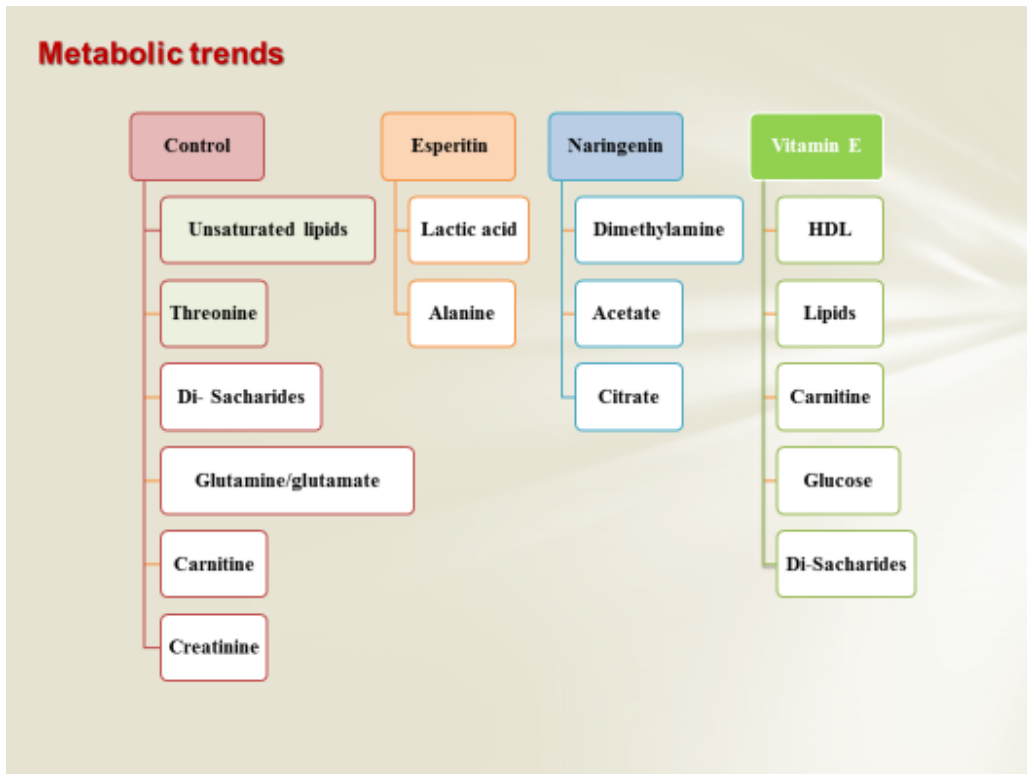 Metabolic trends
Control
Unsaturated lipids
Threonine
Di- Sacharides
Glutamine/glutamate
Carnitine
Creatinine
Esperitin
Lactic acid
Alanine
Naringenin
Dimethylamine
Acetate
Citrate
Vitamin E
HDL
Lipids
Carnitine
Glucose
Di-Sacharides